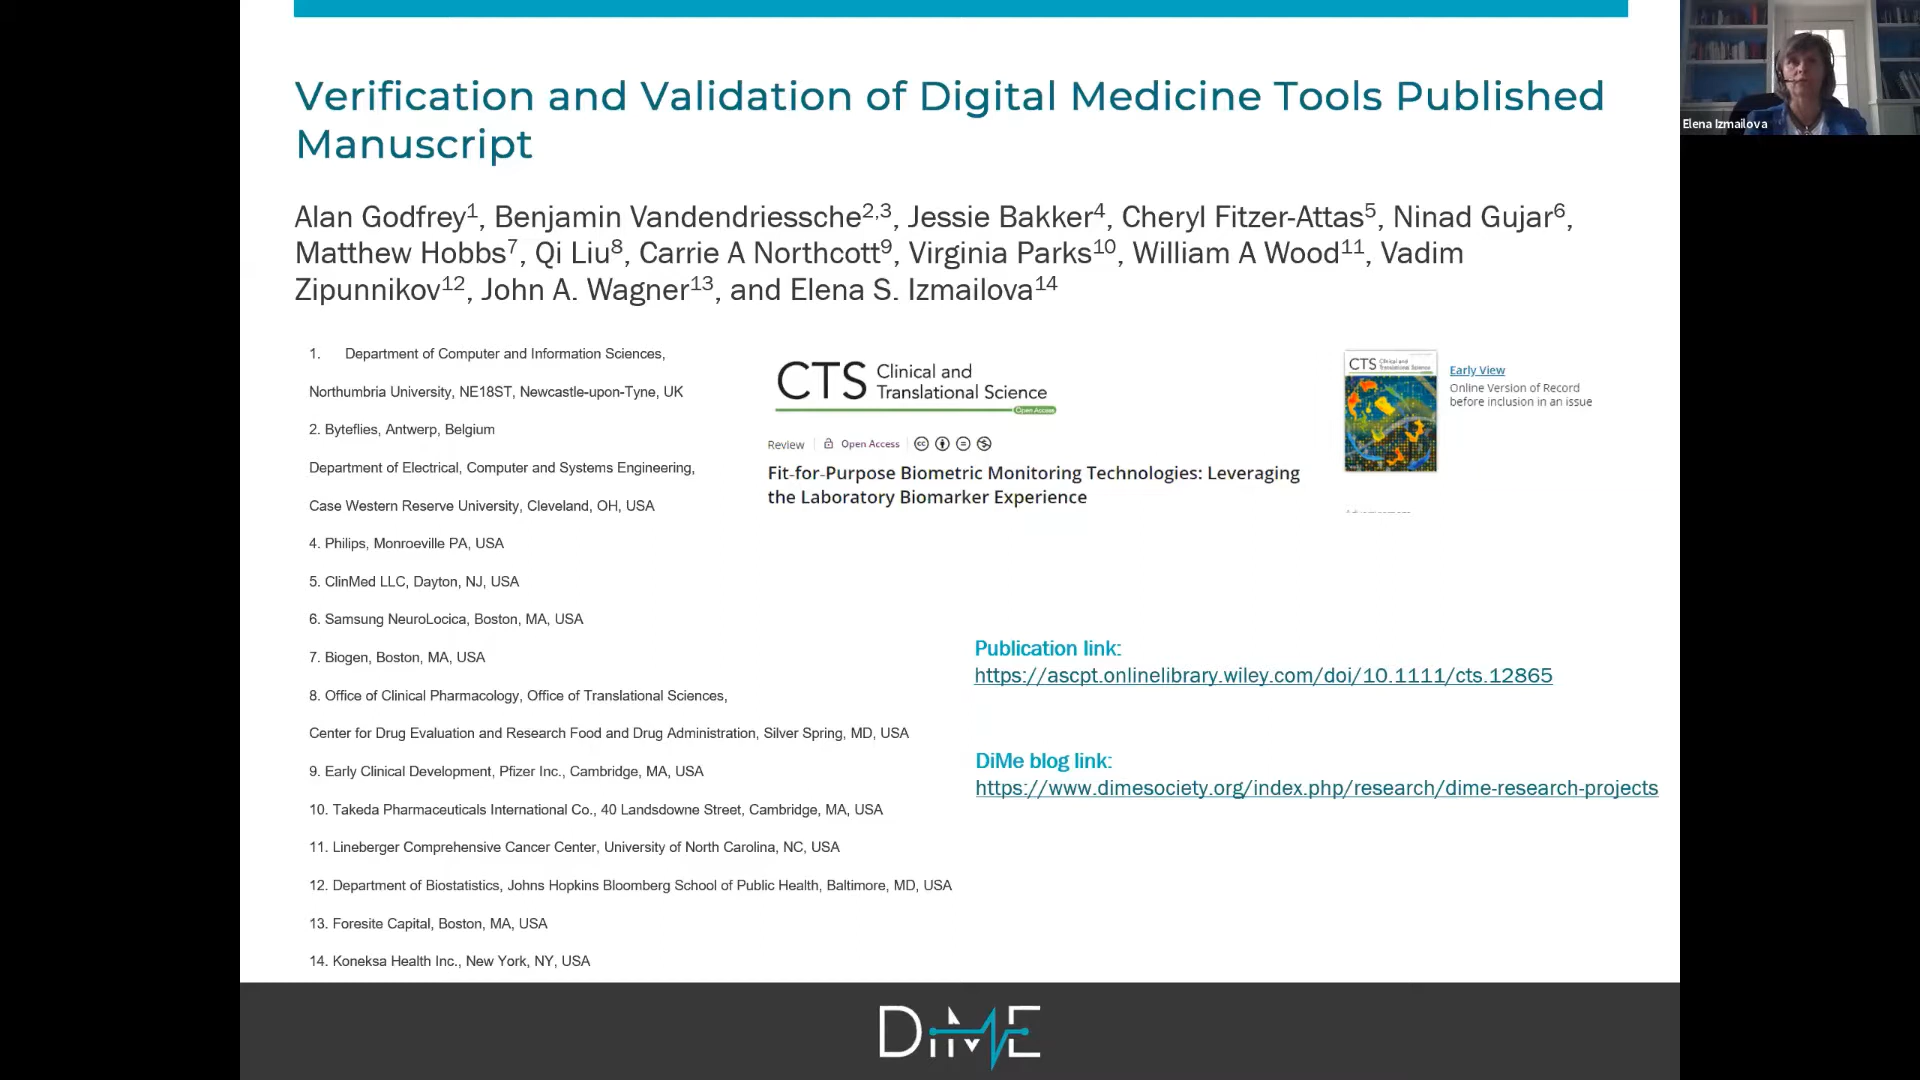 Verification and Validation of Digital Medicine Tools Published
Manuscript
Elena Izmailova
Alan Godfrey1, Benjamin Vandendriessche2,3, Jessie Bakker4, Cheryl Fitzer-Attas5, Ninad Gujar6,
Matthew Hobbs7, Qi Liu8, Carrie A Northcott9, Virginia Parks10, William A Wood11, Vadim
Zipunnikov12, John A. Wagner13, and Elena S. Izmailova14
1. Department of Computer and Information Sciences,
Northumbria University, NE18ST, Newcastle-upon-Tyne, UK
2. Byteflies, Antwerp, Belgium
Department of Electrical, Computer and Systems Engineering,
Case Western Reserve University, Cleveland, OH, USA
4. Philips, Monroeville PA, USA
5. ClinMed LLC, Dayton, NJ, USA
6. Samsung NeuroLocica, Boston, MA, USA
7. Biogen, Boston, MA, USA
8. Office of Clinical Pharmacology, Office of Translational Sciences,
Center for Drug Evaluation and Research Food and Drug Administration, Silver Spring, MD, USA
9. Early Clinical Development, Pfizer Inc., Cambridge, MA, USA
10. Takeda Pharmaceuticals International Co., 40 Landsdowne Street, Cambridge, MA, USA
11. Lineberger Comprehensive Cancer Center, University of North Carolina, NC, USA
12. Department of Biostatistics, Johns Hopkins Bloomberg School of Public Health, Baltimore, MD, USA
13. Foresite Capital, Boston, MA, USA
14. Koneksa Health Inc., New York, NY, USA
CTS Clinical and
Translational Science
Open Access
Review Open Access
Fit-for-Purpose Biometric Monitoring Technologies: Leveraging
the Laboratory Biomarker Experience
CTS Clinical and
Translational Science
Early View
Online Version of Record
before inclusion in an issue
Publication link:
https://ascpt.onlinelibrary.wiley.com/doi/10.1111/cts.12865
DiMe blog link:
https://www.dimesociety.org/index.php/research/dime-research-projects
DiME